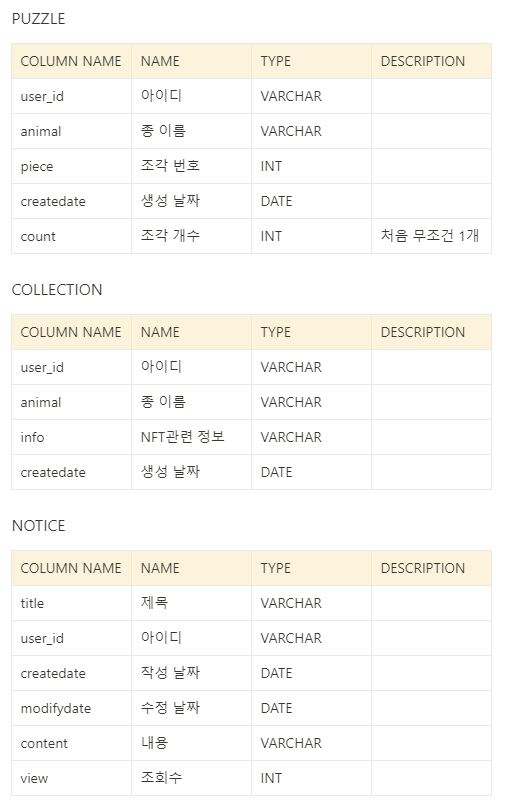 PUZZLE
COLUMN NAME NAME TYPE DESCRIPTION
user_id 아이디 VARCHAR
animal 종 이름 VARCHAR
piece 조각 번호 INT
createdate 생성 날짜 DATE
count 조각 개수 INT 처음 무조건 1개
COLLECTION
COLUMN NAME NAME TYPE DESCRIPTION
user_id 아이디 VARCHAR
animal 종 이름 VARCHAR
info NFT관련 정보 VARCHAR
createdate 생성 날짜 DATE
NOTICE
COLUMN NAME NAME TYPE DESCRIPTION
title 제목 VARCHAR
user_id 아이디 VARCHAR
createdate 작성 날짜 DATE
modifydate 수정 날짜 DATE
content 내용 VARCHAR
view 조회수 INT